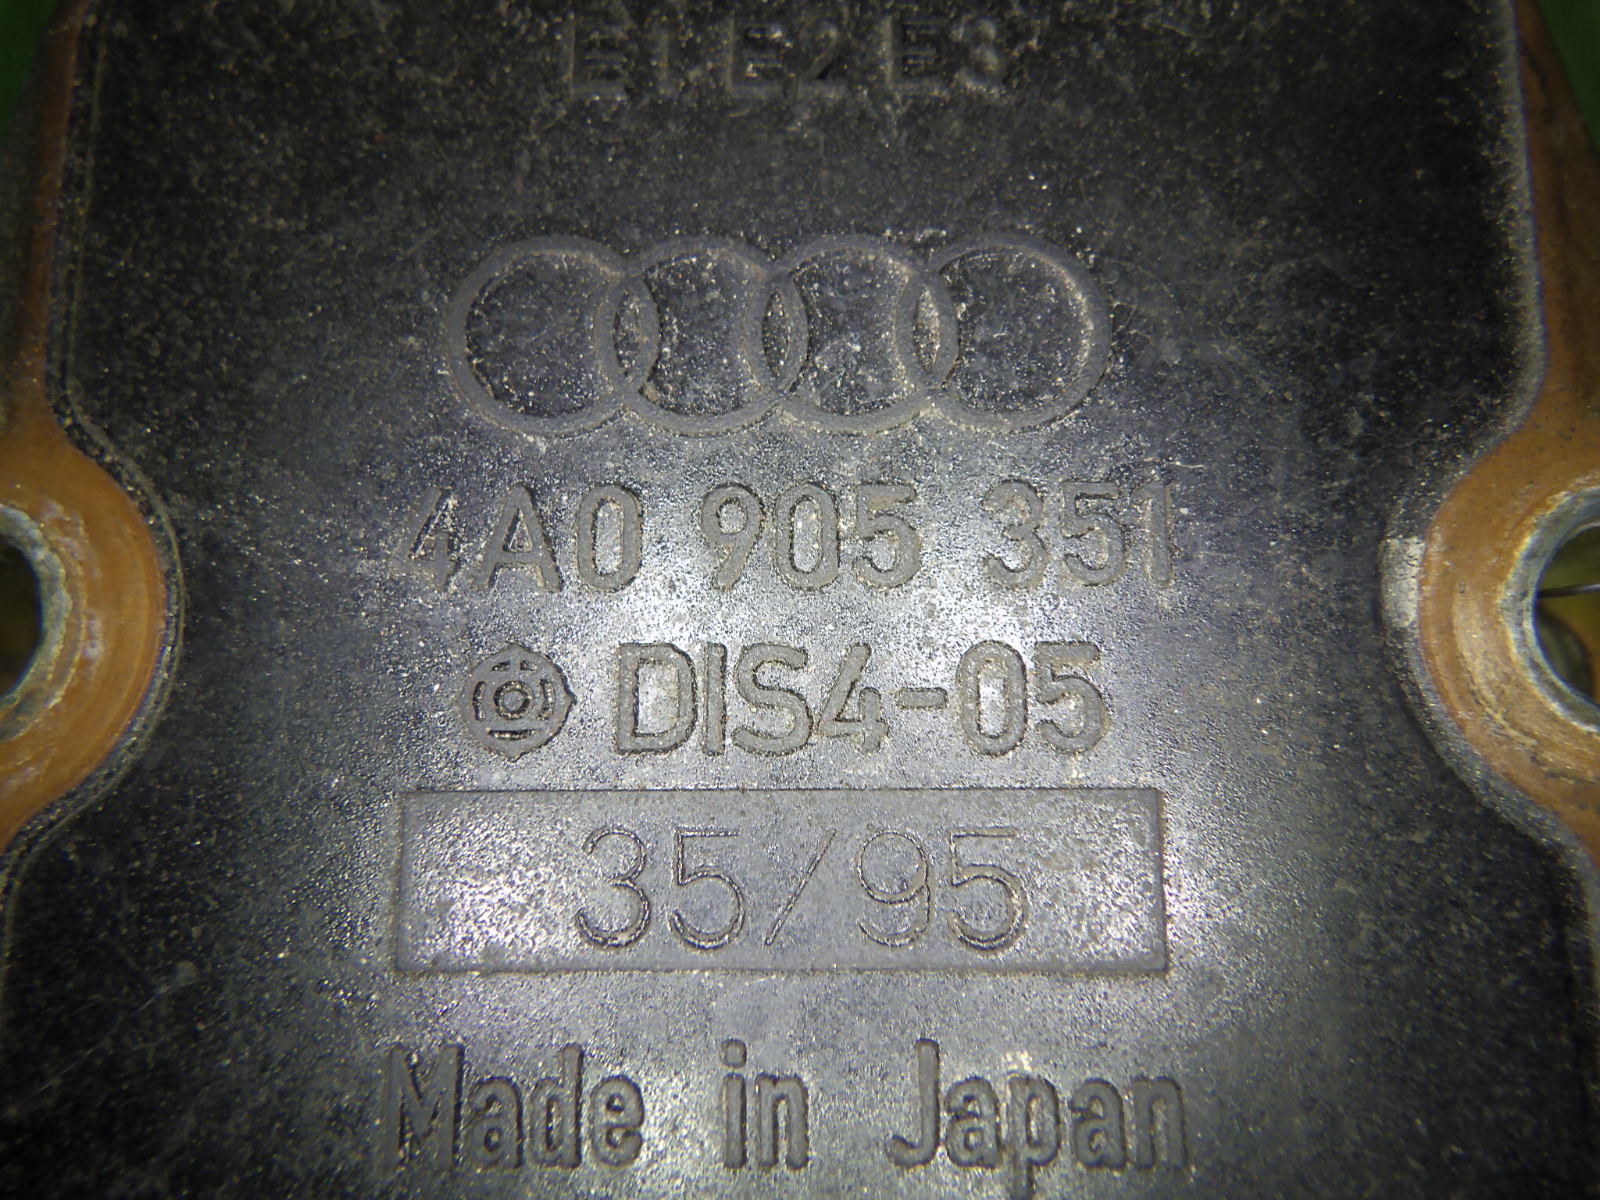 E1 E2 E3
4A0 905 351
DIS4-05
35/95
Made in Japan